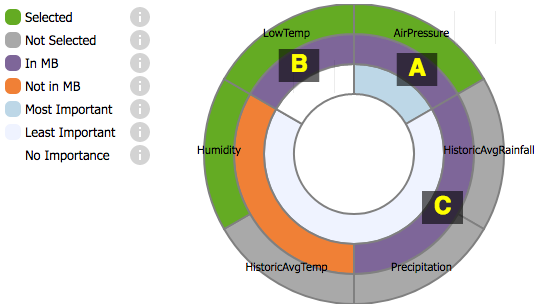 Selected
Not Selected
In MB
Not in MB
Most Important
Least Important
No Importance
LowTemp
AirPressure
B
A
Humidity
HistoricAvgRainfall
C
HistoricAvgTemp
Precipitation